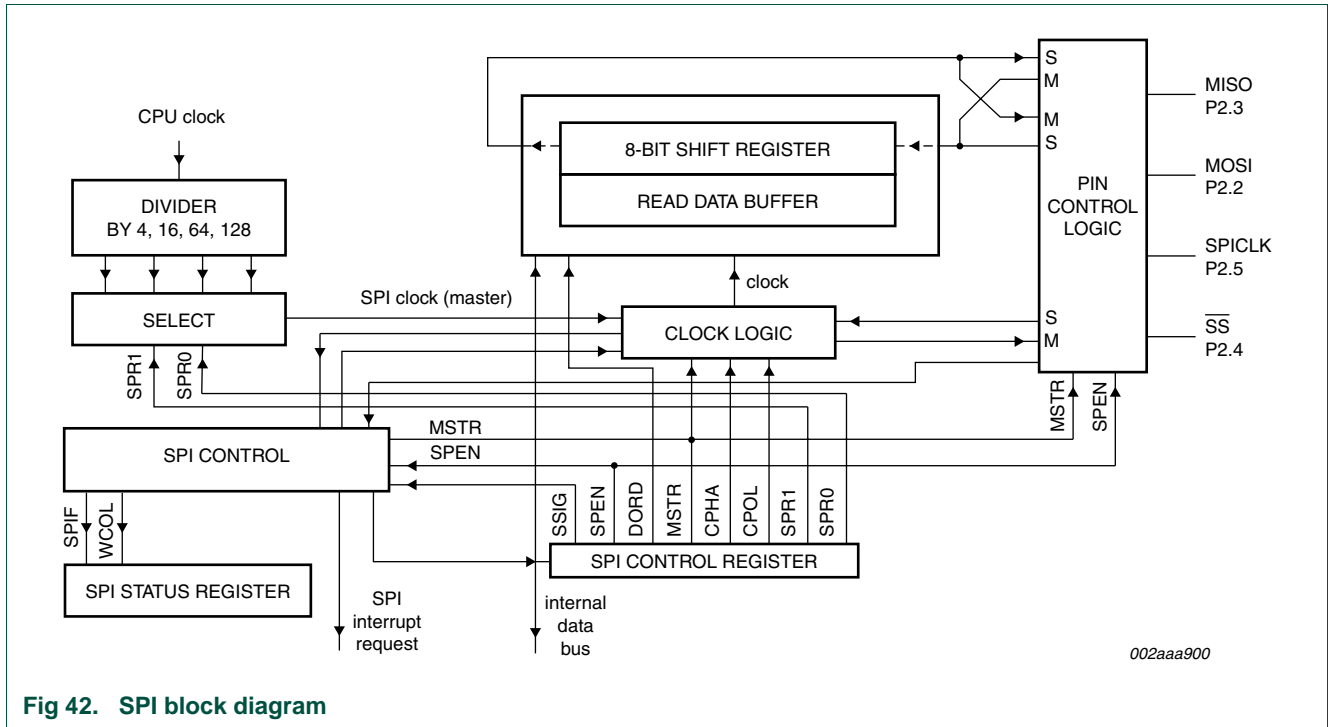 CPU clock
DIVIDER
BY 4, 16, 64, 128
SELECT
SPR1
SPR0
SPI clock (master)
8-BIT SHIFT REGISTER
READ DATA BUFFER
clock
CLOCK LOGIC
S
M
M
S
PIN
CONTROL
LOGIC
S
M
MISO
P2.3
MOSI
P2.2
SPICLK
P2.5
SS
P2.4
MSTR
SPEN
MSTR
SPEN
SPI CONTROL
SPIF
WCOL
SPI STATUS REGISTER
SSIG
SPEN
DORD
MSTR
CPHA
CPOL
SPR1
SPR0
SPI CONTROL REGISTER
SPI
interrupt
request
internal
data
bus
002aaa900
Fig 42. SPI block diagram